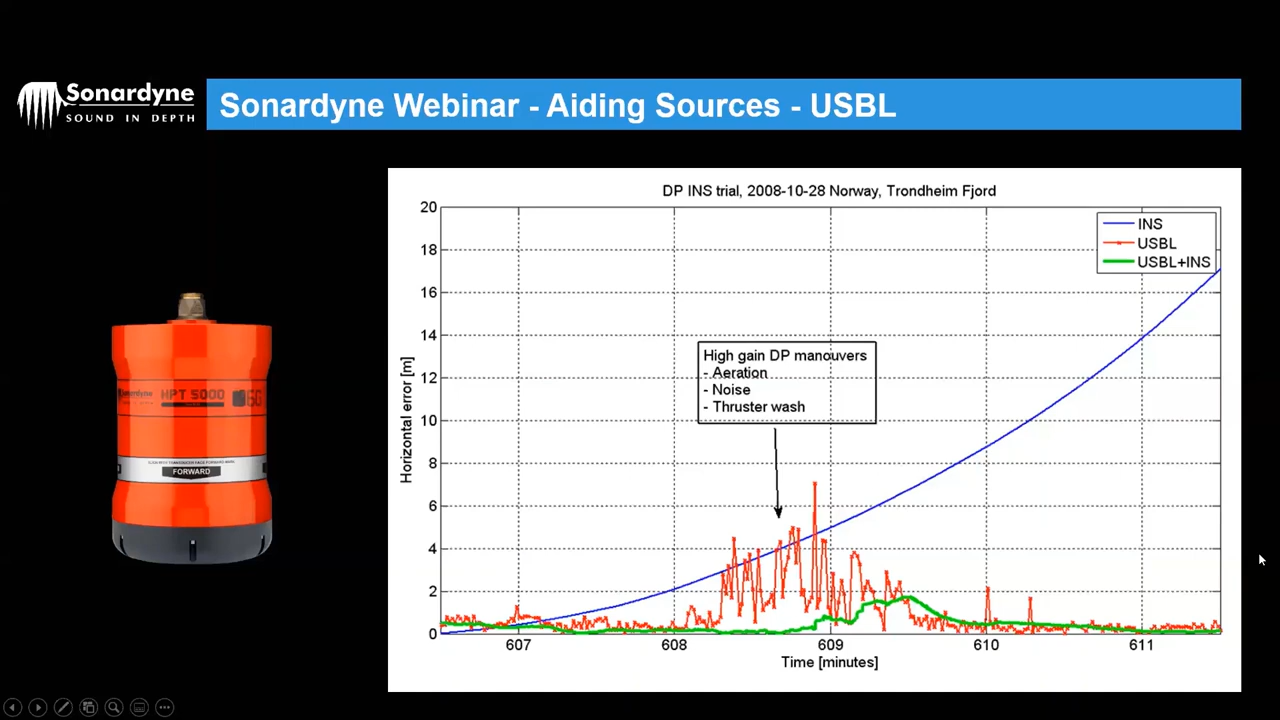 Sonardyne
SOUND IN DEPTH
Sonardyne Webinar - Aiding Sources - USBL
DP INS trial, 2008-10-28 Norway, Trondheim Fjord
INS
USBL
USBL+INS
High gain DP manouvers
- Aeration
- Noise
- Thruster wash
Horizontal error [m]
20
18
16
14
12
10
8
6
4
2
0
607
608
609
610
611
Time [minutes]
Sonardyne
HPT 5000
6G
FORWARD